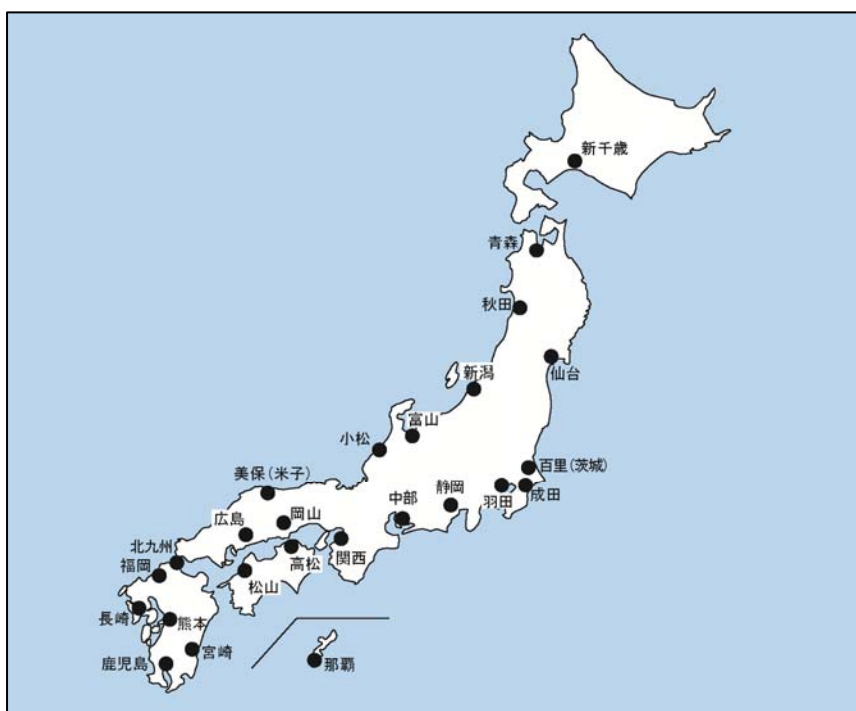 新千歳
青森
秋田
仙台
新潟
富山
小松
百里(茨城)
美保(米子)
静岡
羽田
成田
中部
岡山
広島
関西
北九州
高松
福岡
松山
長崎
熊本
宮崎
鹿児島
那覇